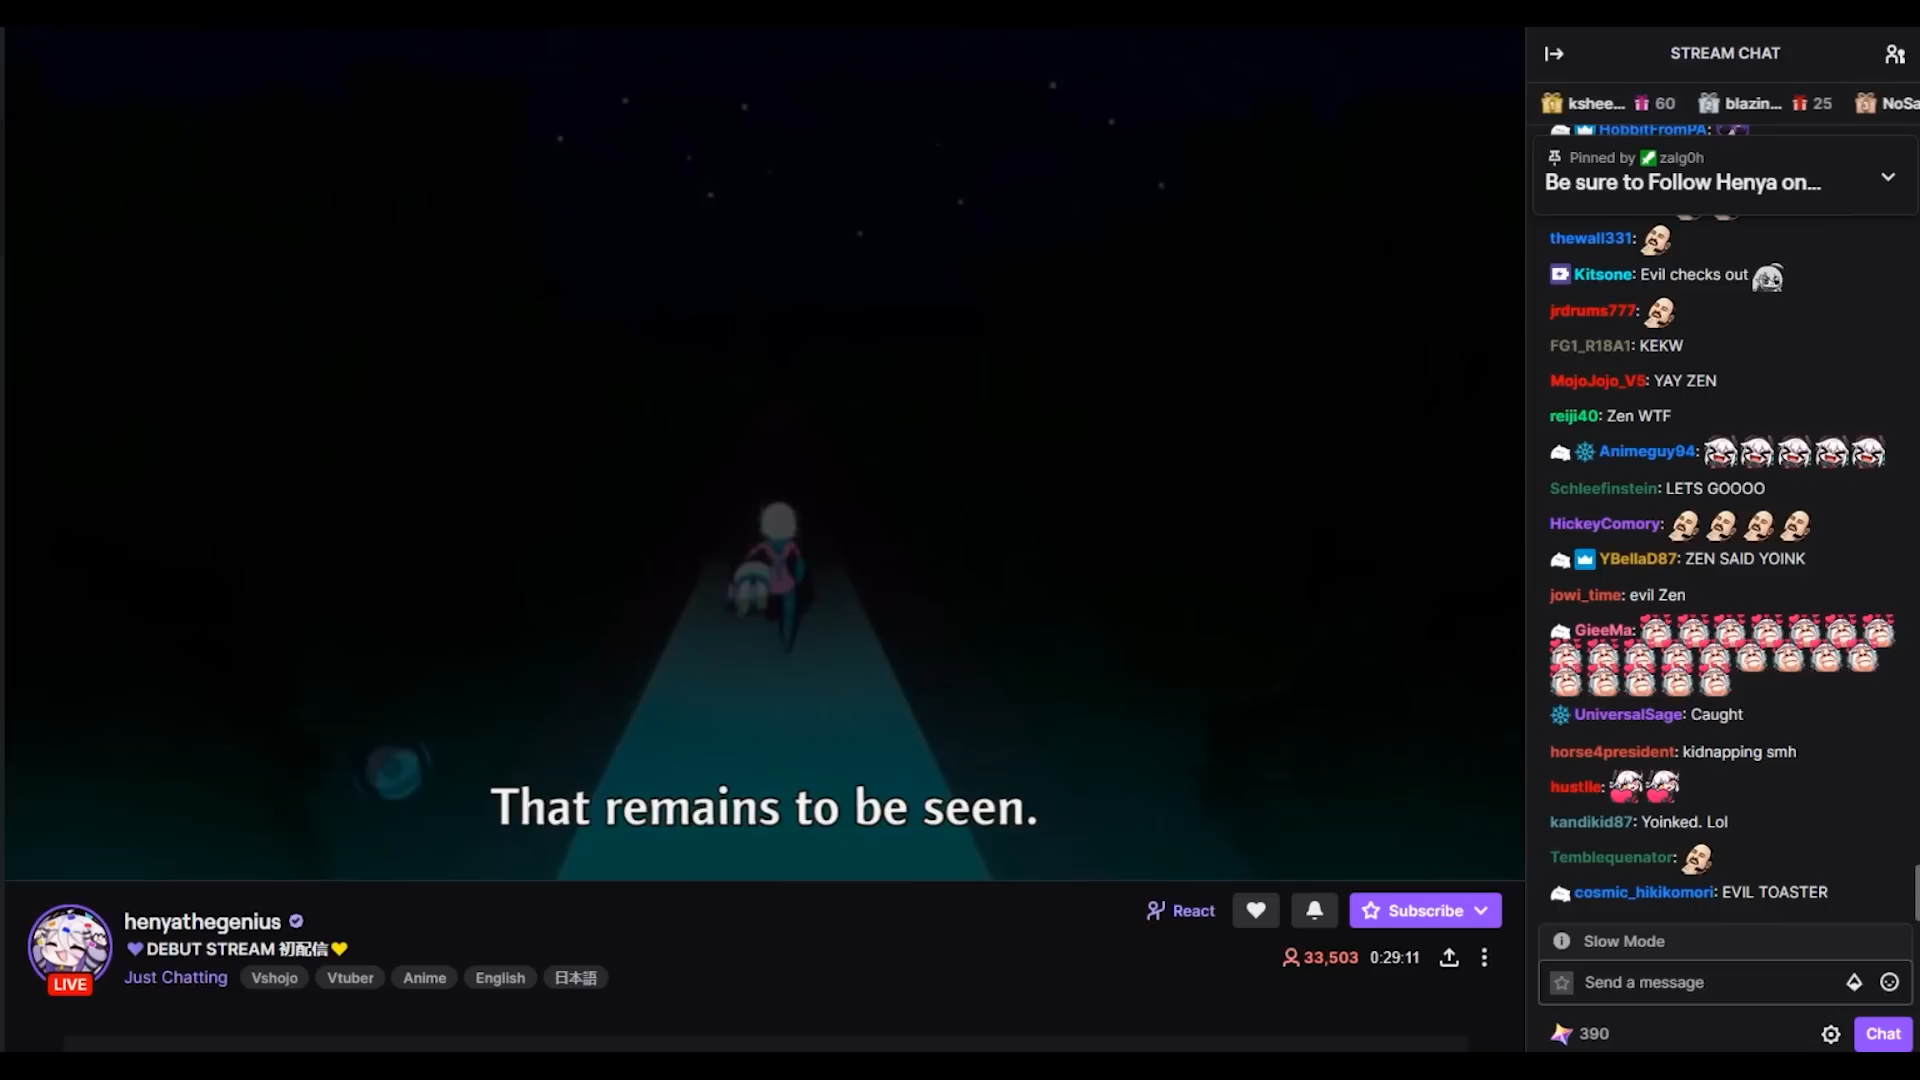 STREAM CHAT
kshee... 60 blazin... 25 NoSa
HobbitFromPA:
Pinned by zalg0h
Be sure to Follow Henya on...
thewall331:
Kitsone: Evil checks out
jrdrums777:
FG1_R18A1: KEKW
MojoJojo_V5: YAY ZEN
reiji40: Zen WTF
Animeguy94:
Schleefinstein: LETS GOOOO
HickeyComory:
YBellaD87: ZEN SAID YOINK
jowi_time: evil Zen
GieeMa:
UniversalSage: Caught
horse4president: kidnapping smh
hustlle:
kandikid87: Yoinked. Lol
Temblequenator:
cosmic_hikikomori: EVIL TOASTER
Slow Mode
Send a message
390
Chat
That remains to be seen.
henyathegenius
DEBUT STREAM 初配信
Just Chatting Vshojo Vtuber Anime English 日本語
LIVE
React
Subscribe
33,503 0:29:11